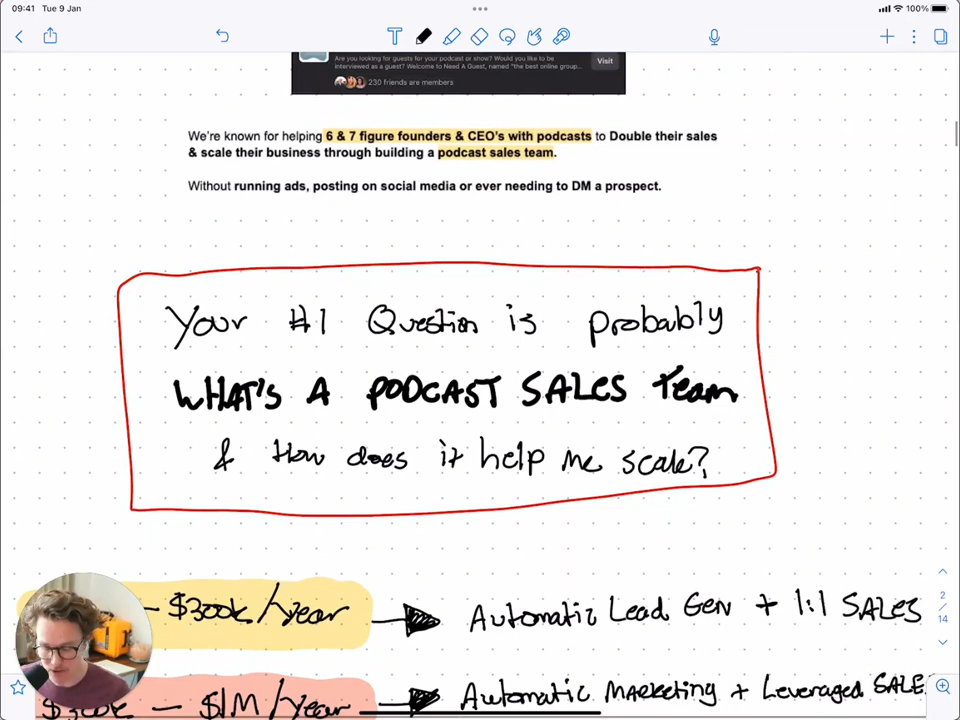 09:41 Tue 9 Jan
100%
Are you looking for guests for your podcast or show? Would you like to be
interviewed as a guest? Welcome to Need A Guest, named "the best online group...
Visit
230 friends are members
We're known for helping 6 & 7 figure founders & CEO's with podcasts to Double their sales
& scale their business through building a podcast sales team.
Without running ads, posting on social media or ever needing to DM a prospect.
Your #1 Question is probably
WHAT'S A PODCAST SALES Team
& How does it help me scale?
— $300k/year → Automatic Lead Gen + 1:1 SALES
$300k — $1M/year → Automatic Marketing + Leveraged SALE
2
/
14